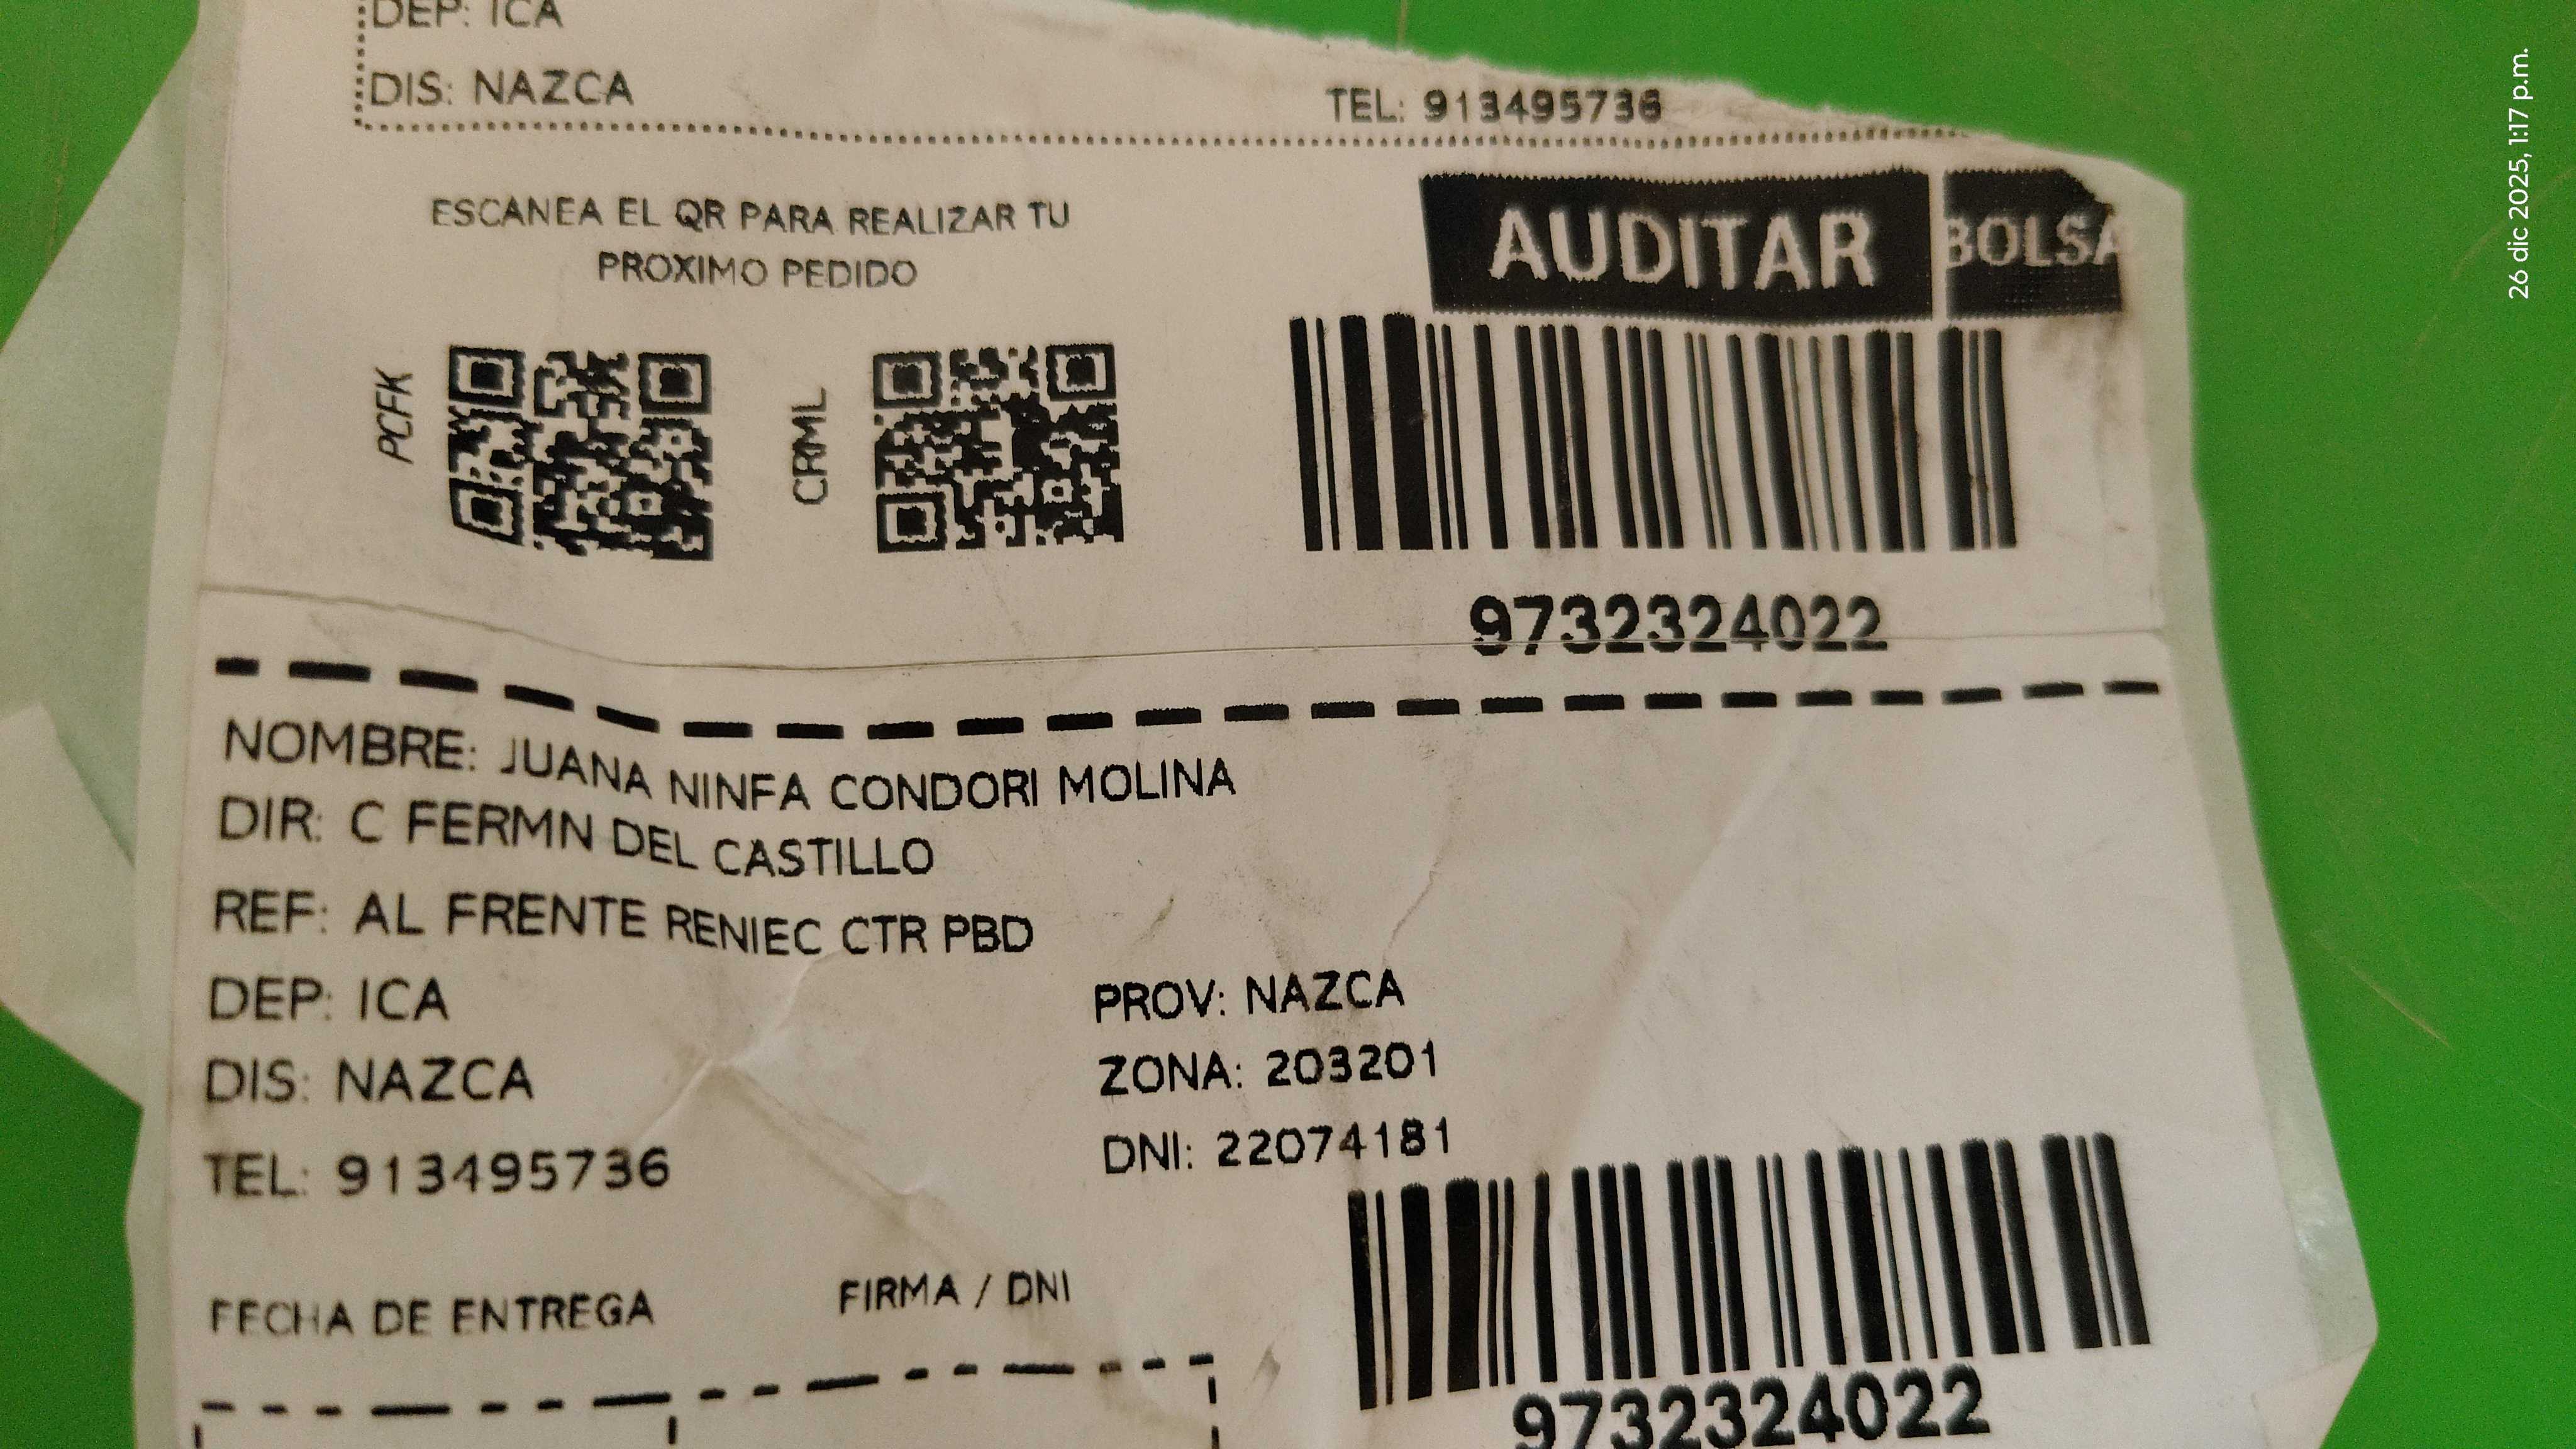 DEP: ICA
DIS: NAZCA
TEL: 913495736
ESCANEA EL QR PARA REALIZAR TU
PROXIMO PEDIDO
AUDITAR
BOLSA
PCFK
CRML
9732324022
NOMBRE: JUANA NINFA CONDORI MOLINA
DIR: C FERMN DEL CASTILLO
REF: AL FRENTE RENIEC CTR PBD
DEP: ICA
PROV: NAZCA
DIS: NAZCA
ZONA: 203201
TEL: 913495736
DNI: 22074181
FECHA DE ENTREGA
FIRMA / DNI
9732324022
26 dic 2025, 1:17 p.m.